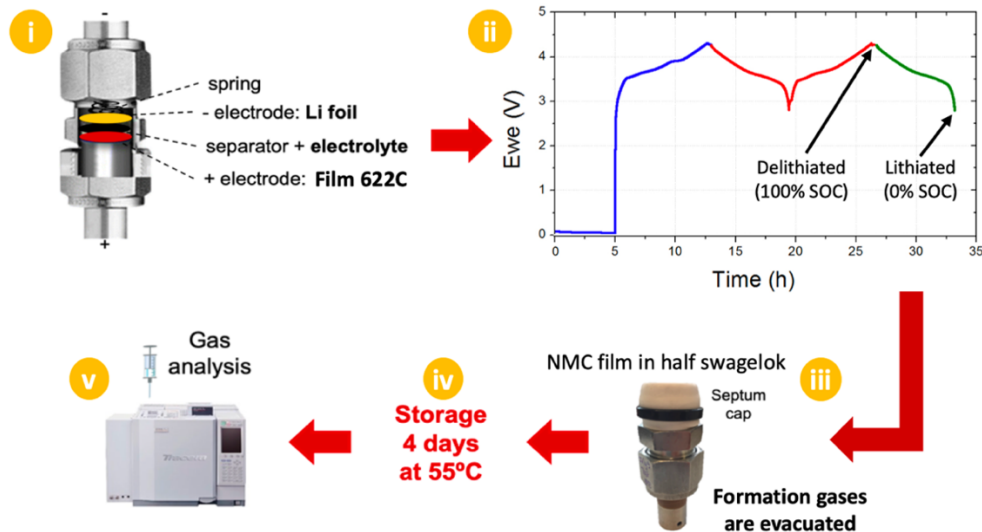 i
-
spring
- electrode: Li foil
separator + electrolyte
+ electrode: Film 622C
+
ii
Ewe (V)
5
4
3
2
1
0
0 5 10 15 20 25 30 35
Time (h)
Delithiated
(100% SOC)
Lithiated
(0% SOC)
iii
NMC film in half swagelok
Septum
cap
Formation gases
are evacuated
iv
Storage
4 days
at 55ºC
v
Gas
analysis